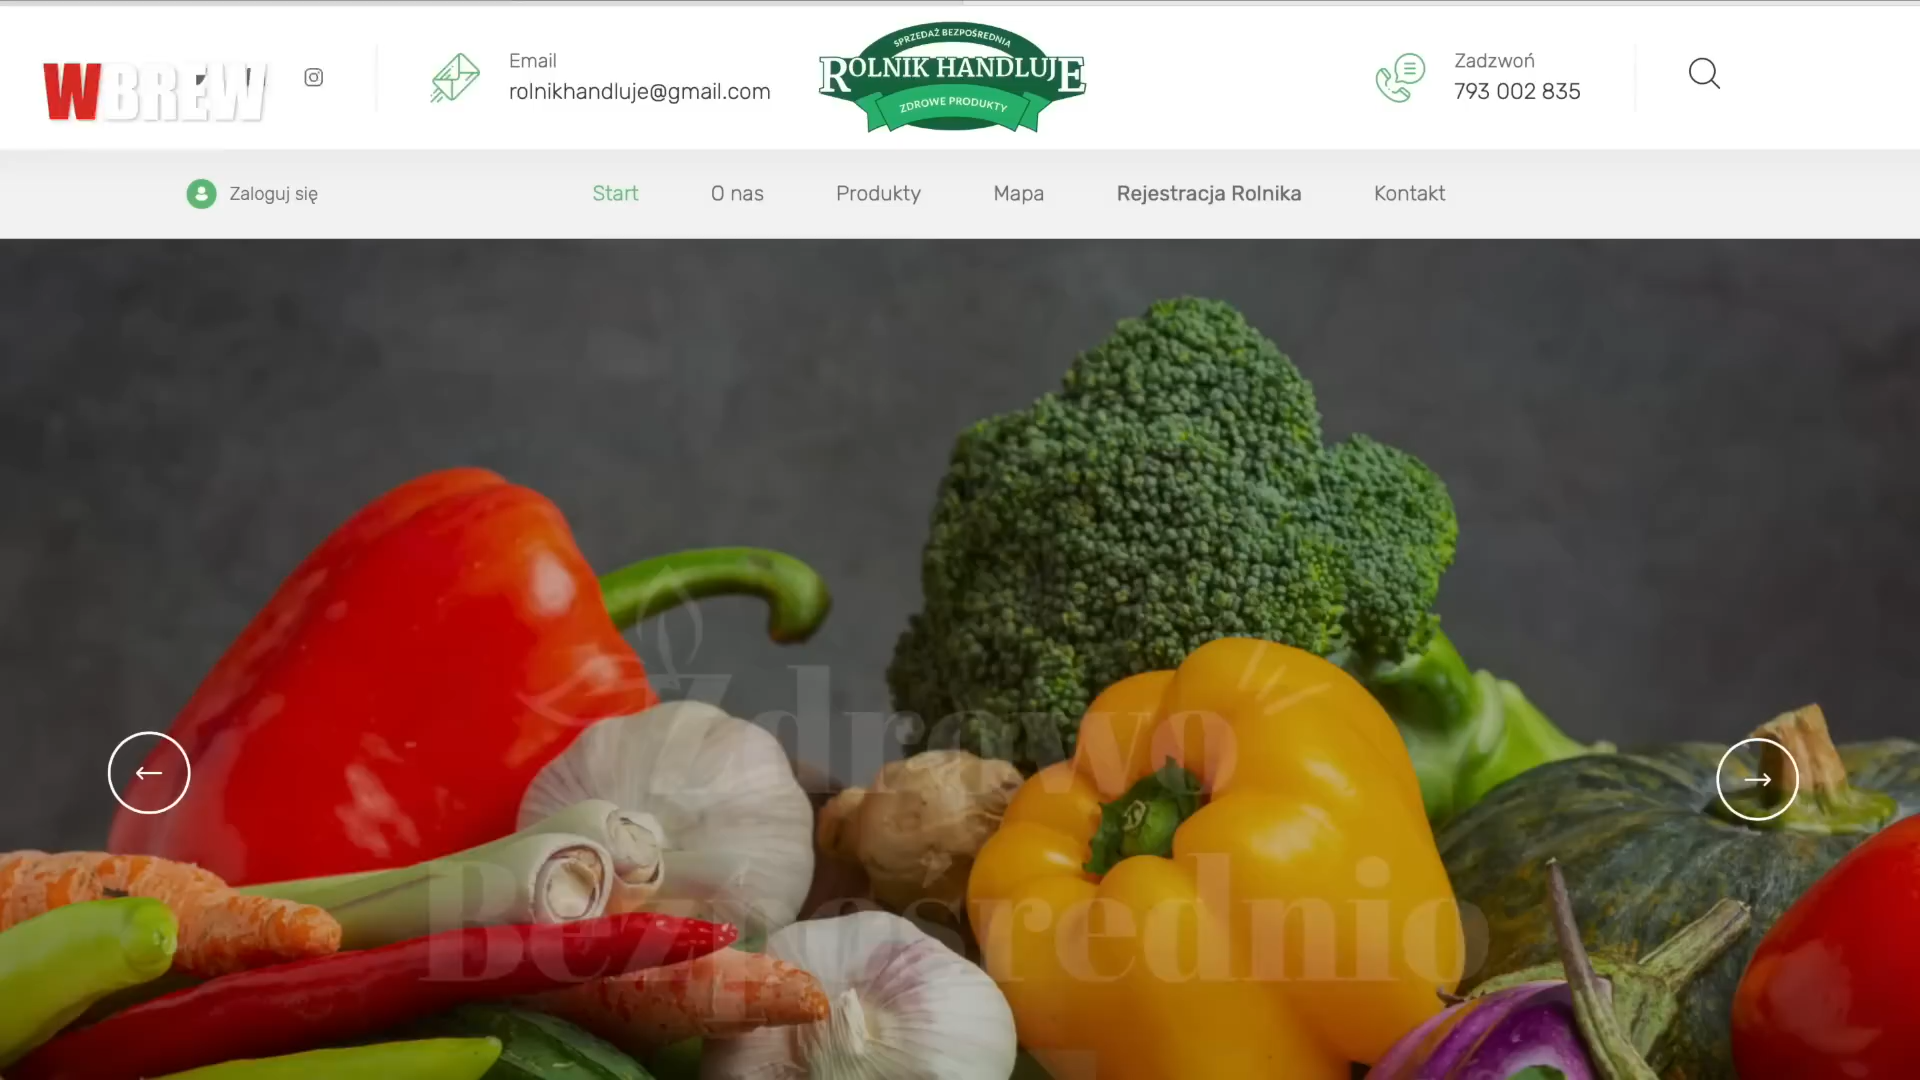 WBREW
Email
rolnikhandluje@gmail.com
SPRZEDAŻ BEZPOŚREDNIA
ROLNIK HANDLUJE
ZDROWE PRODUKTY
Zadzwoń
793 002 835
Zaloguj się
Start
O nas
Produkty
Mapa
Rejestracja Rolnika
Kontakt
Zdrowo
Bezpośrednio